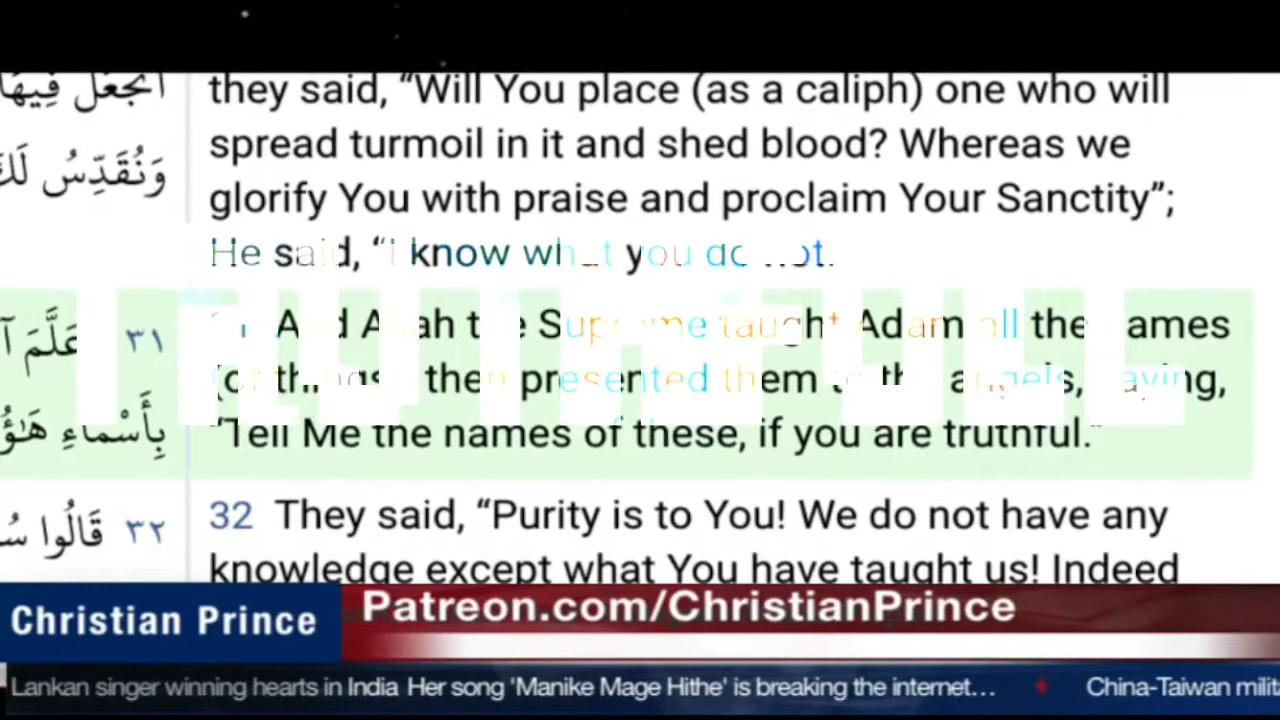 they said, “Will You place (as a caliph) one who will
spread turmoil in it and shed blood? Whereas we
glorify You with praise and proclaim Your Sanctity”;
He said, “I know what you do not.
And Allah the Supreme taught Adam all the names
(of things) then presented them to the angels, saying,
“Tell Me the names of these, if you are truthful.”
32 They said, “Purity is to You! We do not have any
knowledge except what You have taught us! Indeed
وَنُقَدِّسُ لَكَ
٣١ عَلَّمَ
بِأَسْمَاءِ
٣٢ قَالُوا
Christian Prince
Patreon.com/ChristianPrince
Lankan singer winning hearts in India Her song 'Manike Mage Hithe' is breaking the internet... China-Taiwan